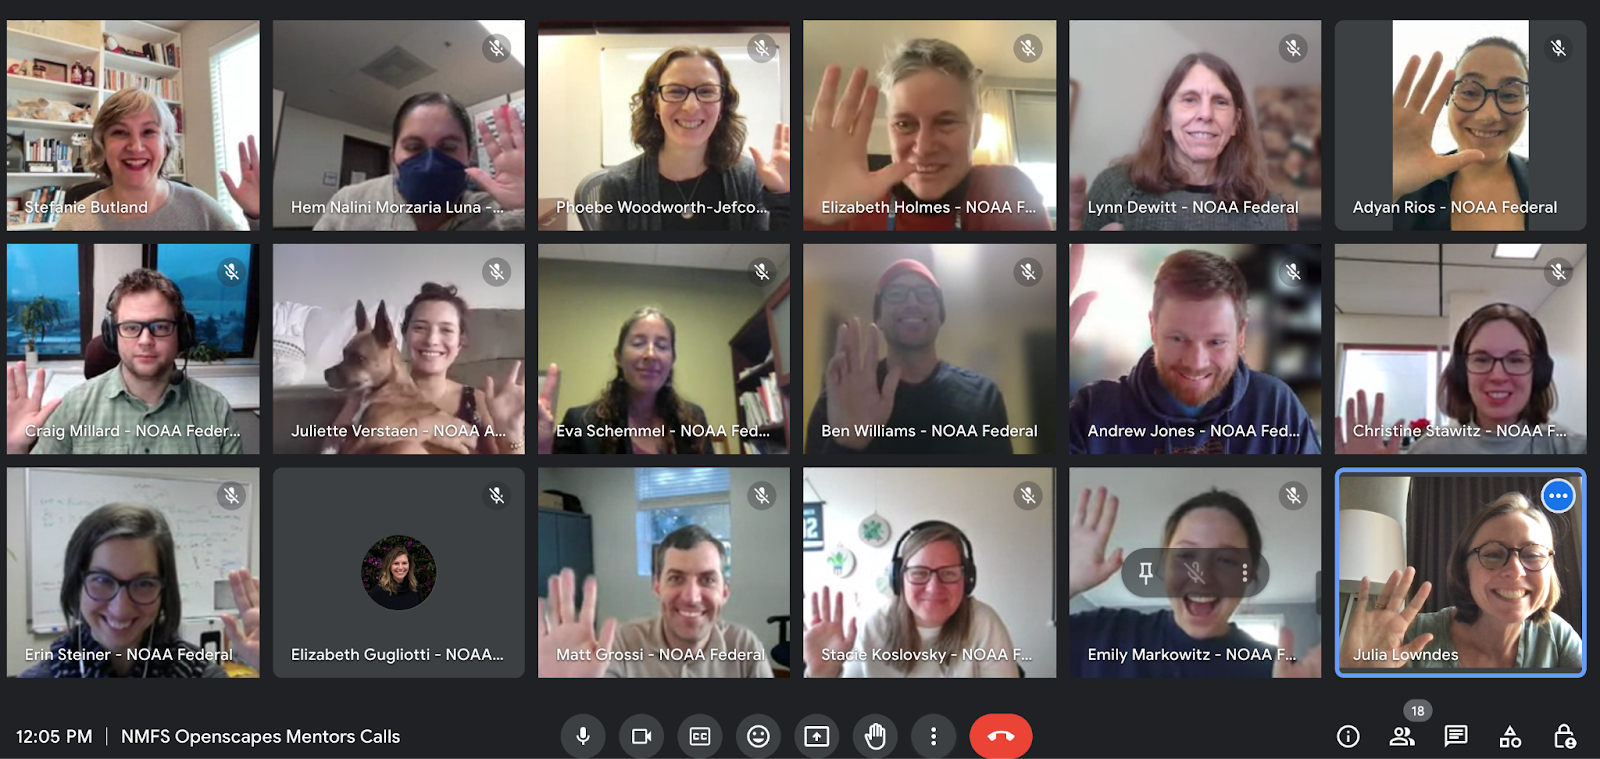 Stefanie Butland
Hem Nalini Morzaria Luna -...
Phoebe Woodworth-Jefco...
Elizabeth Holmes - NOAA F...
Lynn Dewitt - NOAA Federal
Adyan Rios - NOAA Federal
Craig Millard - NOAA Feder...
Juliette Verstaen - NOAA A...
Eva Schemmel - NOAA Fed...
Ben Williams - NOAA Federal
Andrew Jones - NOAA Fed...
Christine Stawitz - NOAA F...
Erin Steiner - NOAA Federal
Elizabeth Gugliotti - NOAA...
Matt Grossi - NOAA Federal
Stacie Koslovsky - NOAA F...
Emily Markowitz - NOAA F...
Julia Lowndes
12:05 PM | NMFS Openscapes Mentors Calls
CC
18